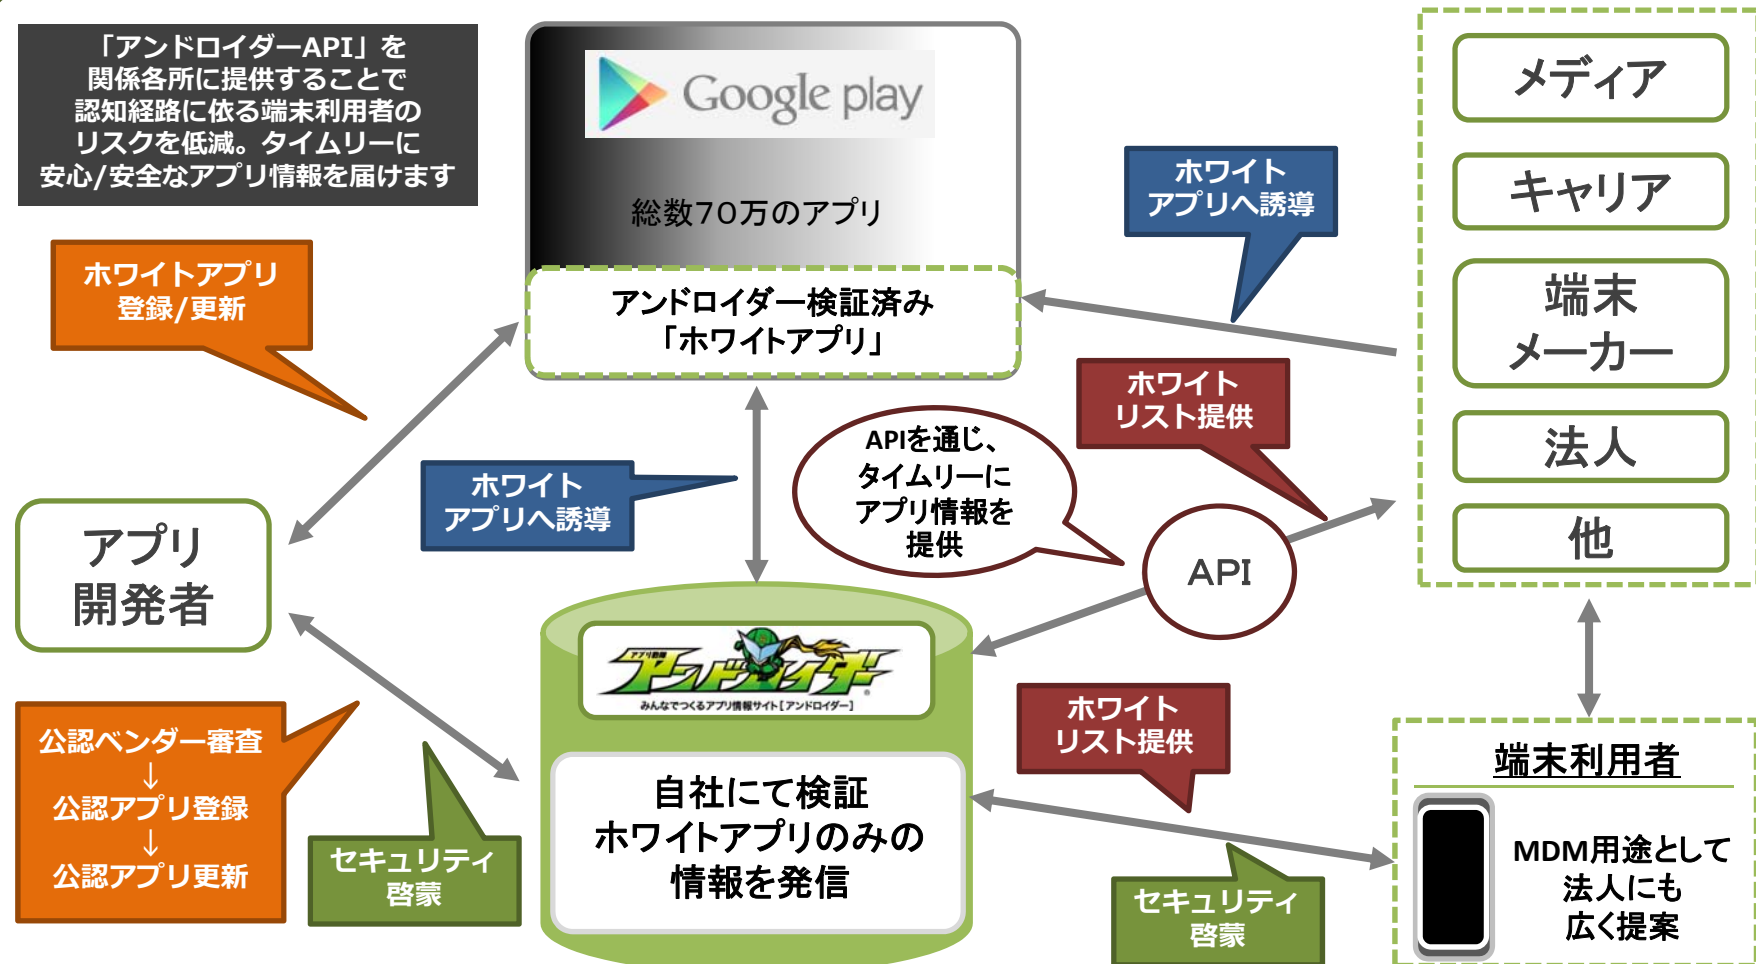 「アンドロイダーAPI」を
関係各所に提供することで
認知経路に依る端末利用者の
リスクを低減。タイムリーに
安心/安全なアプリ情報を届けます
Google play
総数70万のアプリ
アンドロイダー検証済み
「ホワイトアプリ」
ホワイト
アプリへ誘導
メディア
キャリア
端末
メーカー
法人
他
ホワイトアプリ
登録/更新
ホワイト
リスト提供
APIを通じ、
タイムリーに
アプリ情報を
提供
ホワイト
アプリへ誘導
API
アプリ
開発者
アプリ動画
アンドロイダー
みんなでつくるアプリ情報サイト[アンドロイダー]
自社にて検証
ホワイトアプリのみの
情報を発信
ホワイト
リスト提供
公認ベンダー審査
↓
公認アプリ登録
↓
公認アプリ更新
セキュリティ
啓蒙
セキュリティ
啓蒙
端末利用者
MDM用途として
法人にも
広く提案